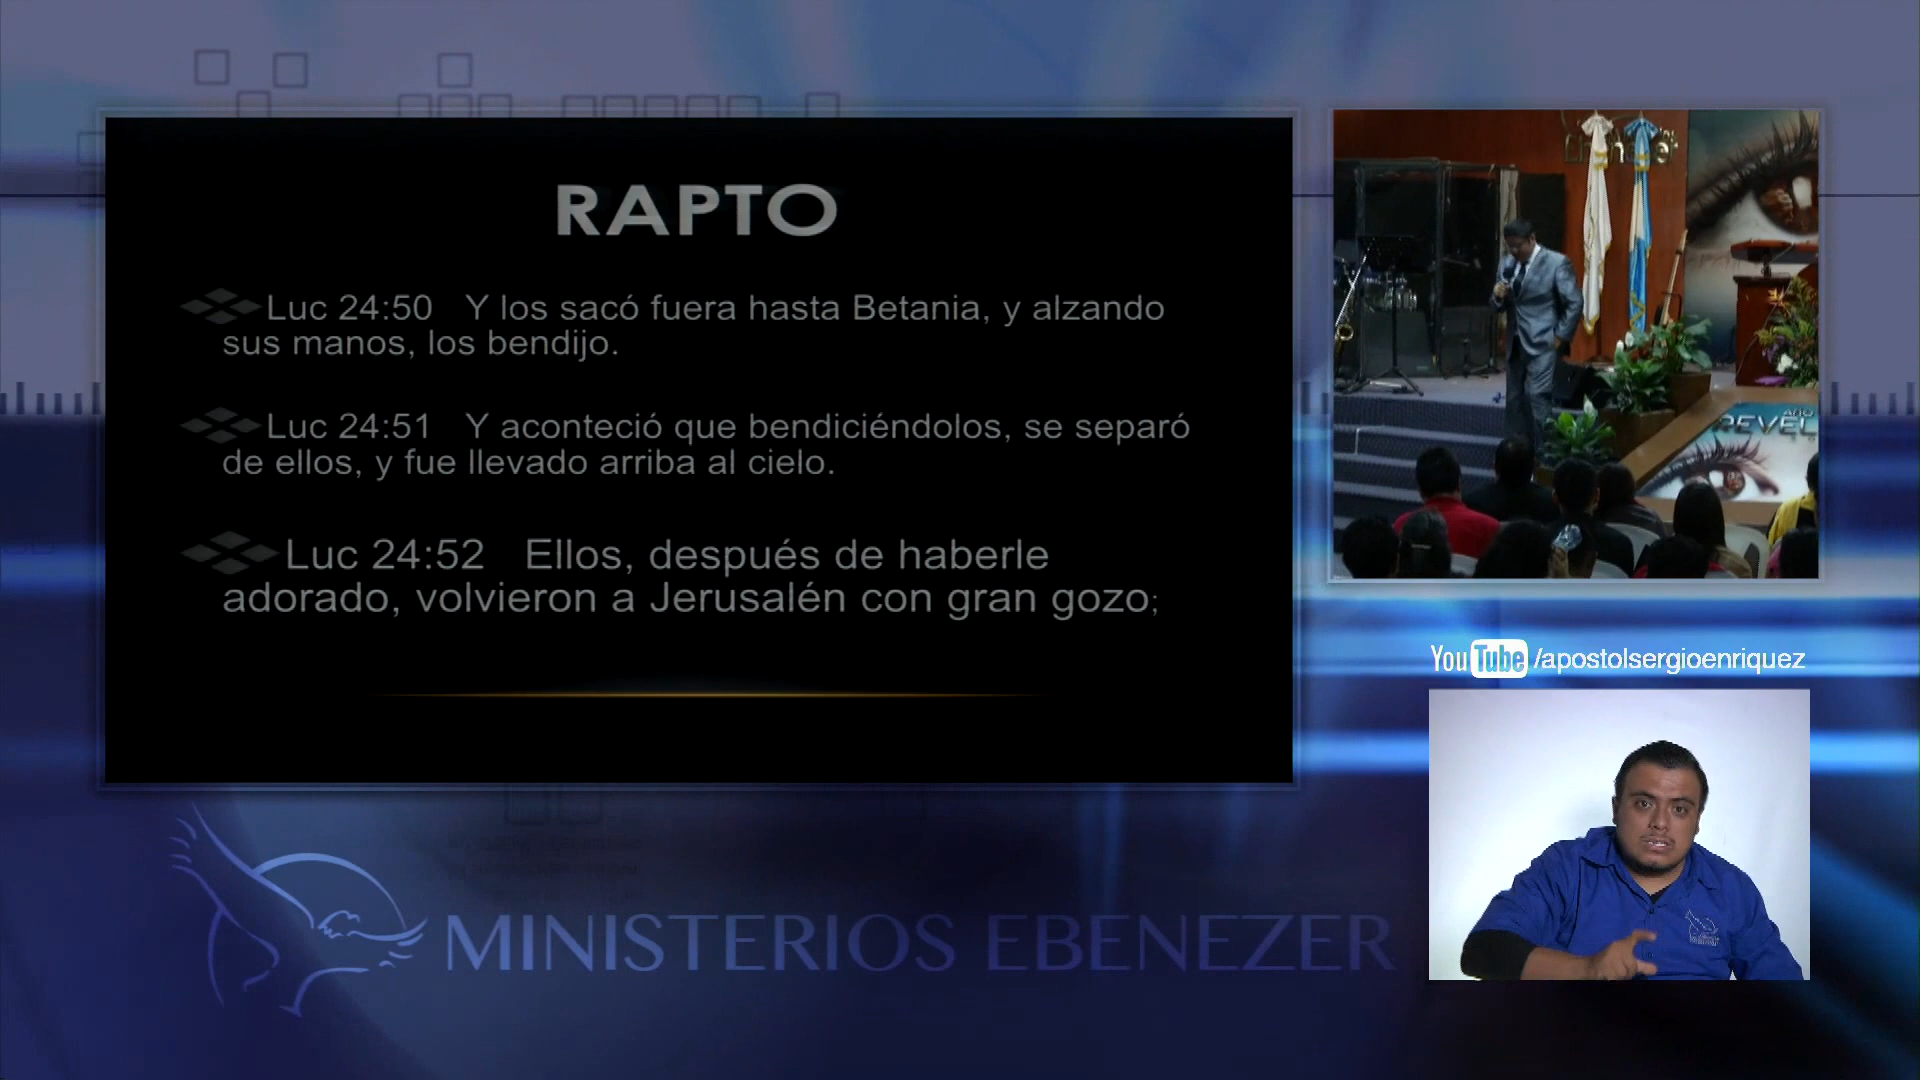 RAPTO
Luc 24:50 Y los sacó fuera hasta Betania, y alzando
sus manos, los bendijo.
Luc 24:51 Y aconteció que bendiciéndolos, se separó
de ellos, y fue llevado arriba al cielo.
Luc 24:52 Ellos, después de haberle
adorado, volvieron a Jerusalén con gran gozo;
AÑO
REVEL
YouTube/apostolsergioenriquez
MINISTERIOS EBENEZER